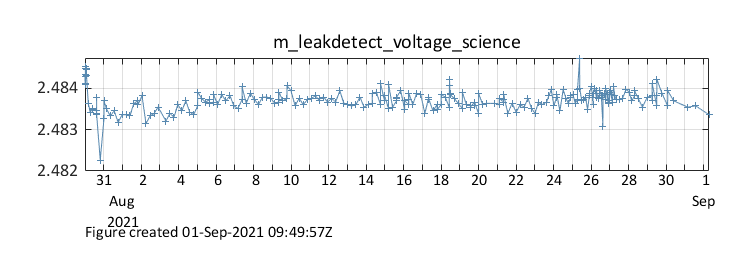 m_leakdetect_voltage_science
2.484
2.483
2.482
31 2 4 6 8 10 12 14 16 18 20 22 24 26 28 30 1
Aug Sep
2021
Figure created 01-Sep-2021 09:49:57Z